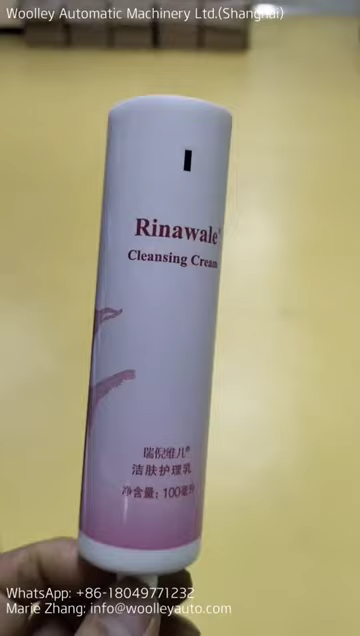 Woolley Automatic Machinery Ltd.(Shanghai)
Rinawale®
Cleansing Cream
瑞倪维儿®
洁肤护理乳
净含量: 100毫升
WhatsApp: +86-18049771232
Marie Zhang: info@woolleyauto.com